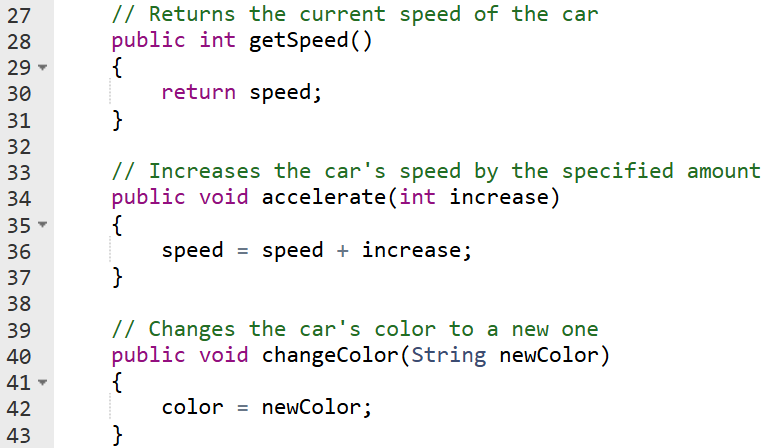 27 // Returns the current speed of the car
28 public int getSpeed()
29 {
30 return speed;
31 }
32
33 // Increases the car's speed by the specified amount
34 public void accelerate(int increase)
35 {
36 speed = speed + increase;
37 }
38
39 // Changes the car's color to a new one
40 public void changeColor(String newColor)
41 {
42 color = newColor;
43 }